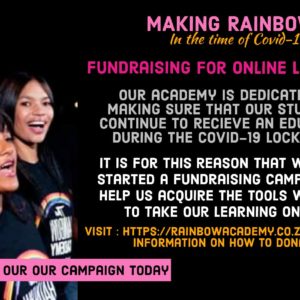 MAKING RAINBOW
In the time of Covid-1
FUNDRAISING FOR ONLINE L
OUR ACADEMY IS DEDICAT
MAKING SURE THAT OUR STU
CONTINUE TO RECIEVE AN EDU
DURING THE COVID-19 LOCK
IT IS FOR THIS REASON THAT W
STARTED A FUNDRAISING CAMP
HELP US ACQUIRE THE TOOLS W
TO TAKE OUR LEARNING ON
VISIT : HTTPS://RAINBOWACADEMY.CO.Z
INFORMATION ON HOW TO DONA
OUR OUR CAMPAIGN TODAY